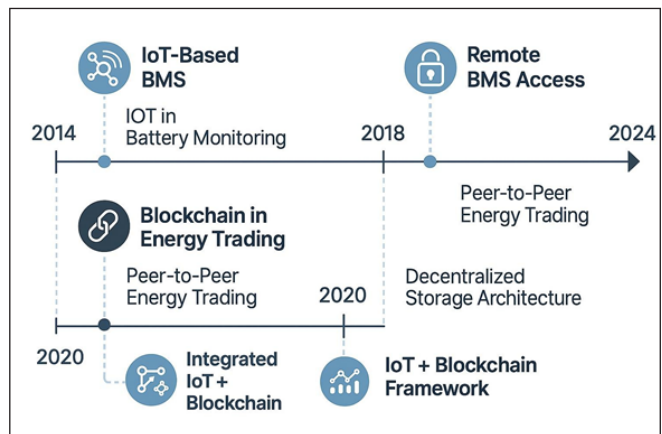 IoT-Based
BMS
Remote
BMS Access
IOT in
Battery Monitoring
2014
2018
2024
Peer-to-Peer
Energy Trading
Blockchain in
Energy Trading
Peer-to-Peer
Energy Trading
2020
Decentralized
Storage Architecture
2020
Integrated
IoT +
Blockchain
IoT + Blockchain
Framework